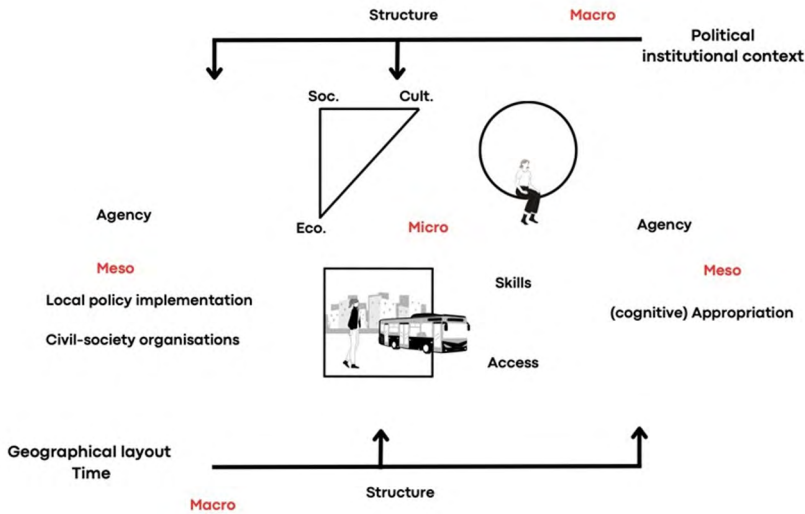 Structure
Macro
Political
institutional context
Soc.
Cult.
Agency
Eco.
Micro
Agency
Meso
Local policy implementation
Civil-society organisations
Skills
Access
Meso
(cognitive) Appropriation
Geographical layout
Time
Structure
Macro